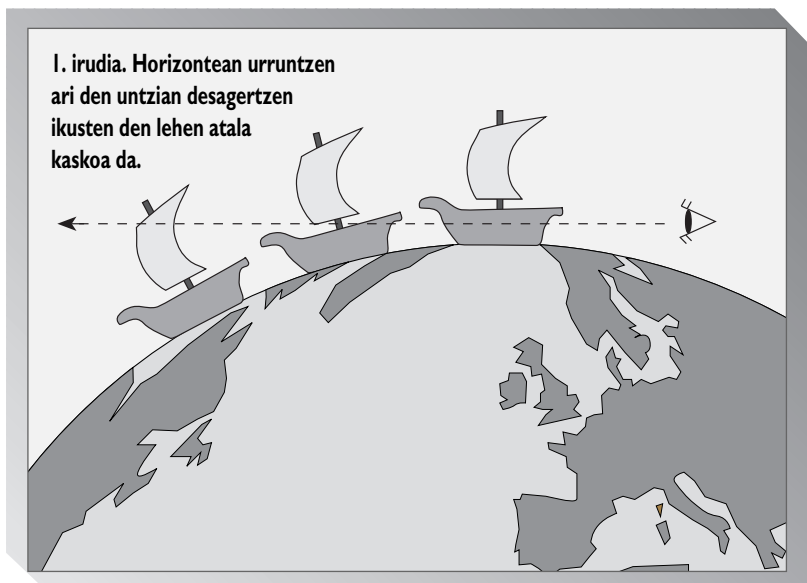 1. irudia. Horizontean urruntzen
ari den untzian desagertzen
ikusten den lehen atala
kaskoa da.